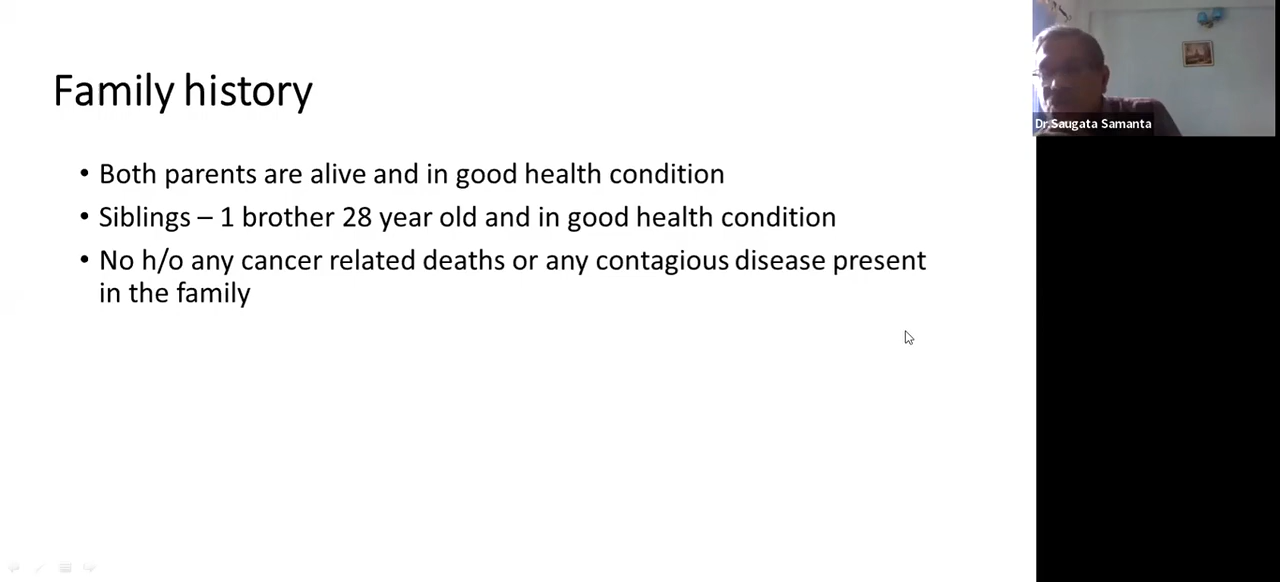 Family history
• Both parents are alive and in good health condition
• Siblings – 1 brother 28 year old and in good health condition
• No h/o any cancer related deaths or any contagious disease present
in the family
Dr.Saugata Samanta